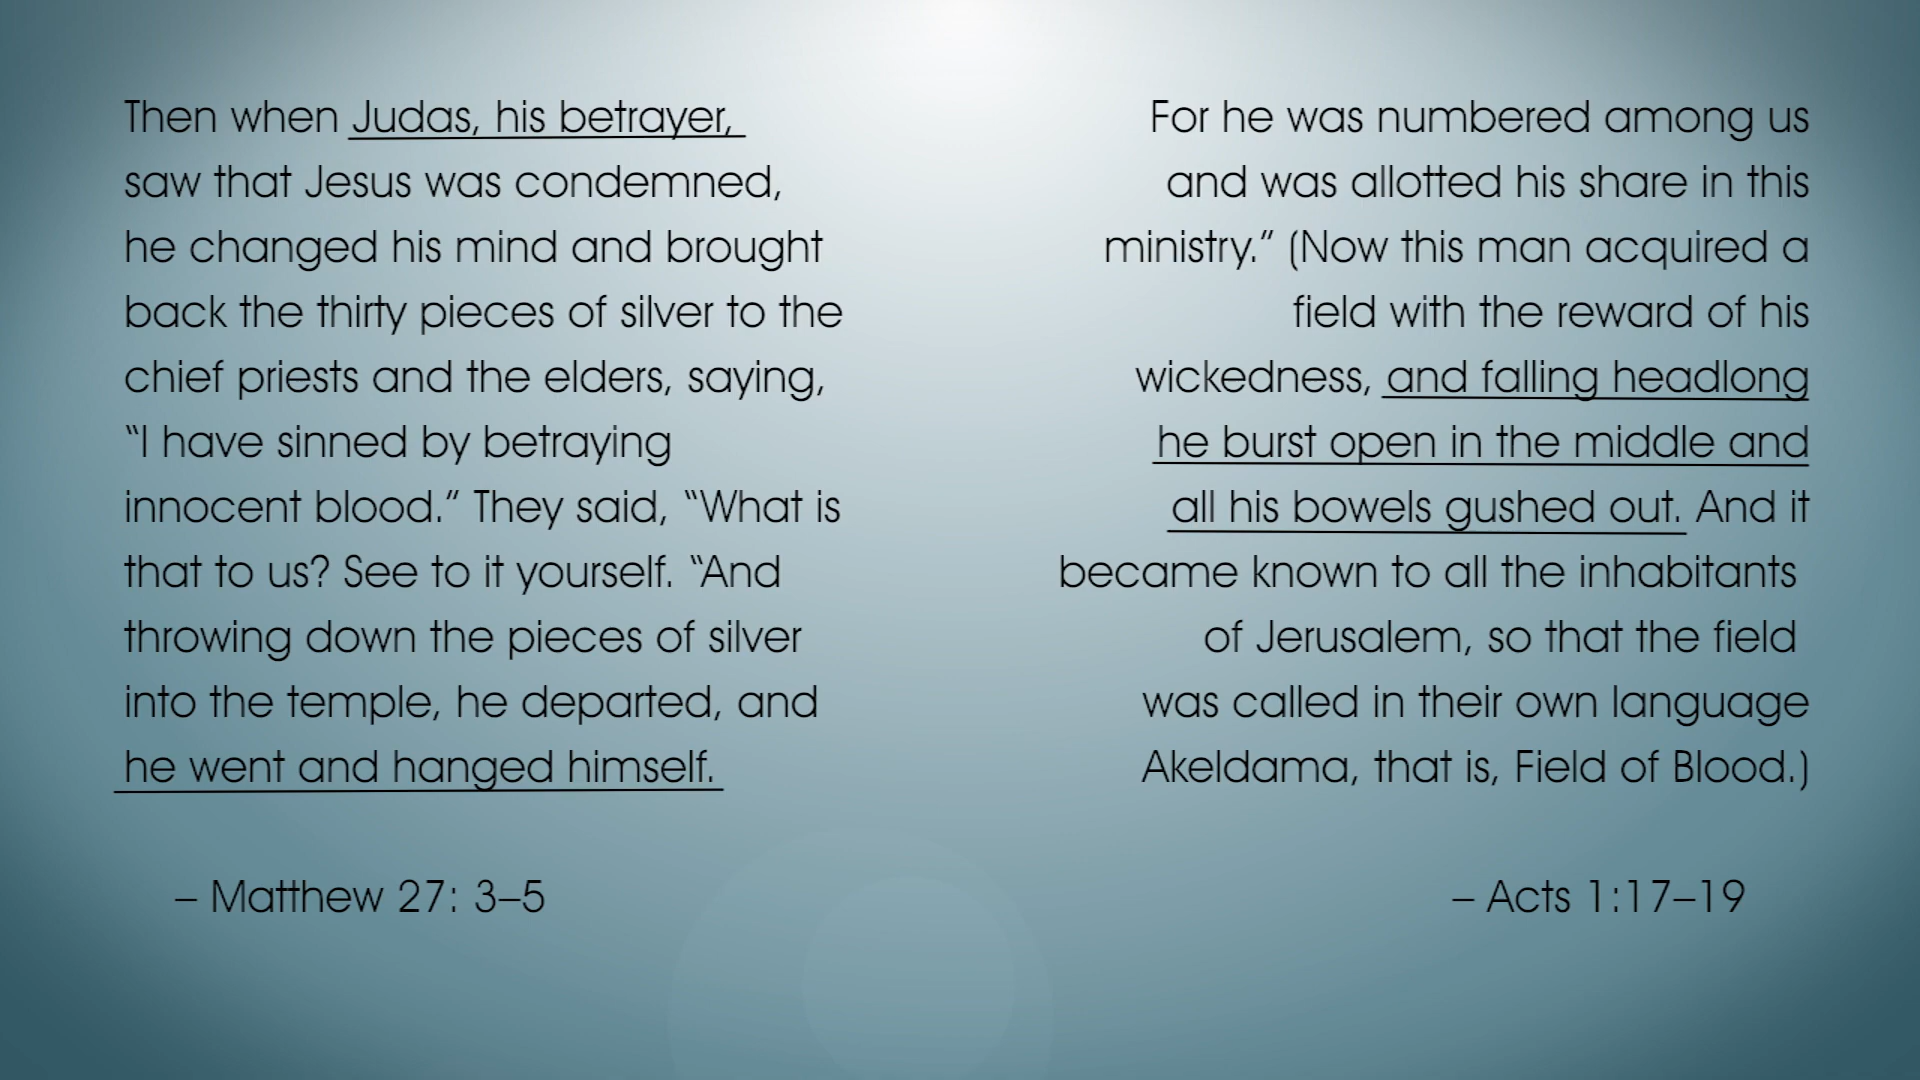 Then when Judas, his betrayer,
saw that Jesus was condemned,
he changed his mind and brought
back the thirty pieces of silver to the
chief priests and the elders, saying,
“I have sinned by betraying
innocent blood.” They said, “What is
that to us? See to it yourself. “And
throwing down the pieces of silver
into the temple, he departed, and
he went and hanged himself.
– Matthew 27: 3–5
For he was numbered among us
and was allotted his share in this
ministry.” (Now this man acquired a
field with the reward of his
wickedness, and falling headlong
he burst open in the middle and
all his bowels gushed out. And it
became known to all the inhabitants
of Jerusalem, so that the field
was called in their own language
Akeldama, that is, Field of Blood.)
– Acts 1:17–19